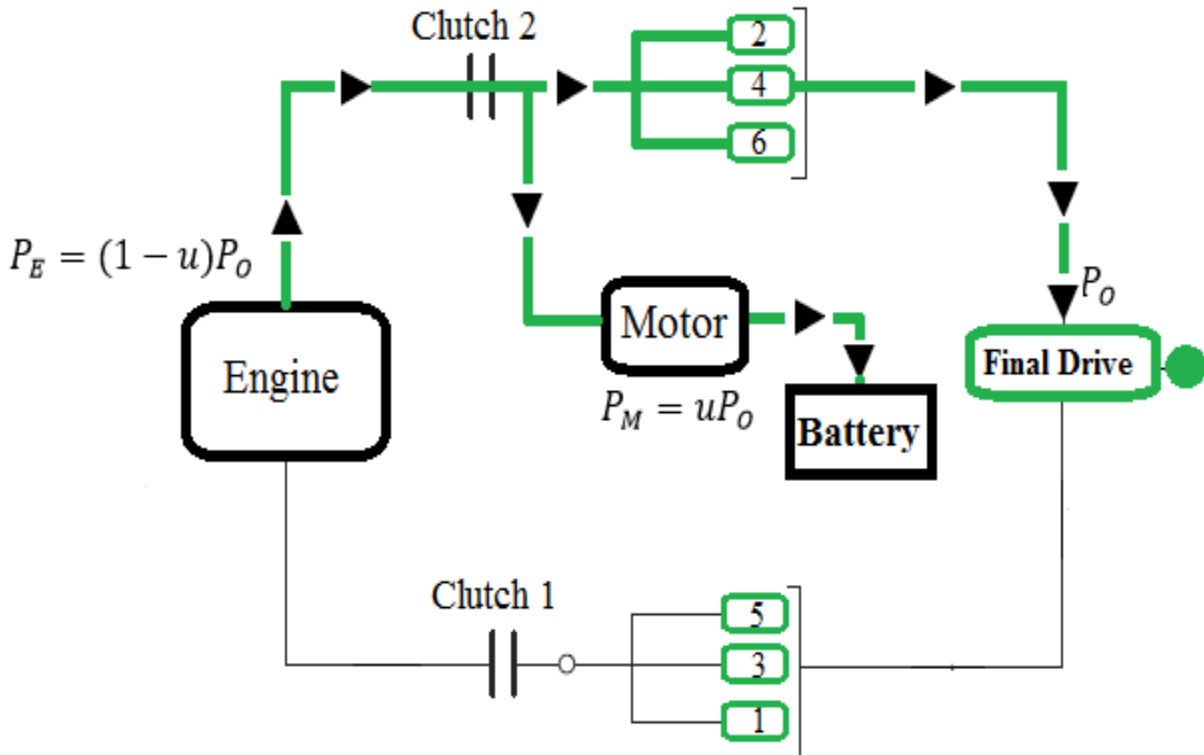 Clutch 2
2
4
6
P_E = (1 − u)P_O
P_O
Engine
Motor
Final Drive
P_M = uP_O
Battery
Clutch 1
5
3
1